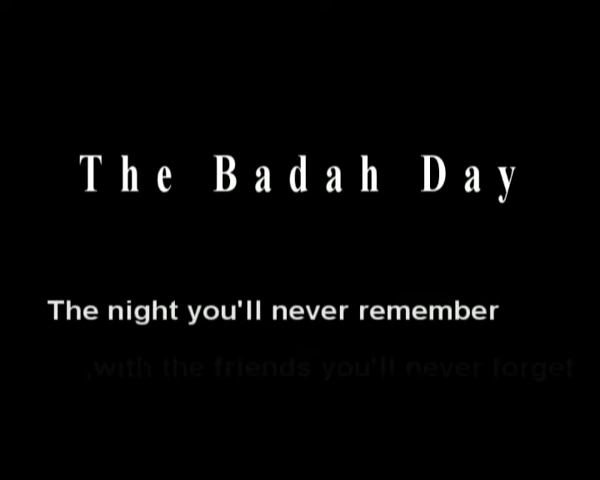 The Badah Day
The night you'll never remember
,with the friends you'll never forget